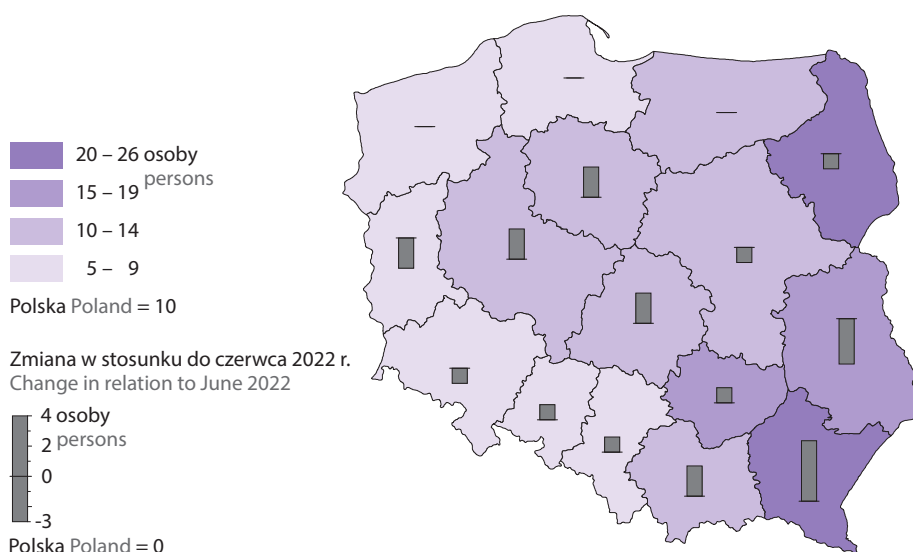 20 – 26 osoby
persons
15 – 19
10 – 14
5 – 9
Polska Poland = 10
Zmiana w stosunku do czerwca 2022 r.
Change in relation to June 2022
4 osoby
persons
2
0
-3
Polska Poland = 0